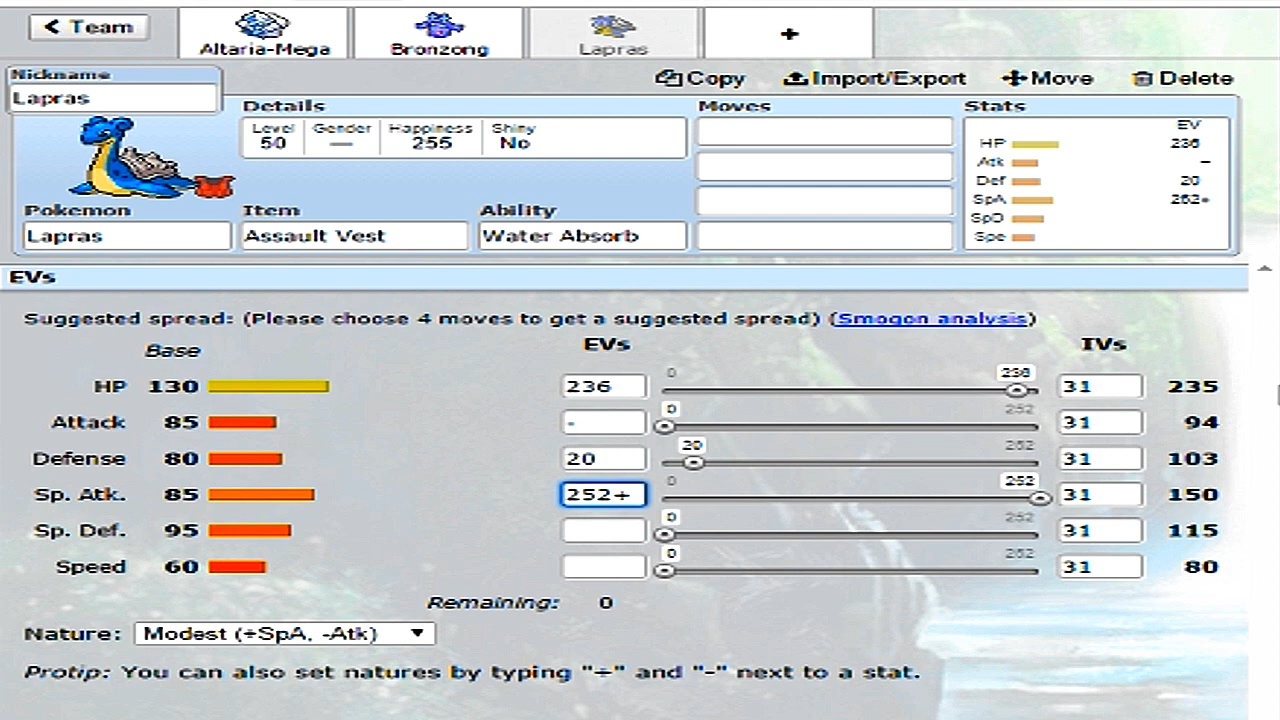 < Team
Altaria-Mega
Bronzong
Lapras
+
Nickname
Lapras
Copy Import/Export Move Delete
Details
Level Gender Happiness Shiny
50 — 255 No
Moves
Stats
EV
HP 236
Atk -
Def 20
SpA 252+
SpD
Spe
Pokemon Item Ability
Lapras Assault Vest Water Absorb
EVs
Suggested spread: (Please choose 4 moves to get a suggested spread) (Smogon analysis)
Base EVs IVs
HP 130 236 0 236 31 235
Attack 85 - 0 252 31 94
Defense 80 20 20 252 31 103
Sp. Atk. 85 252+ 0 252 31 150
Sp. Def. 95 0 252 31 115
Speed 60 0 252 31 80
Remaining: 0
Nature: Modest (+SpA, -Atk)
Protip: You can also set natures by typing "+" and "-" next to a stat.